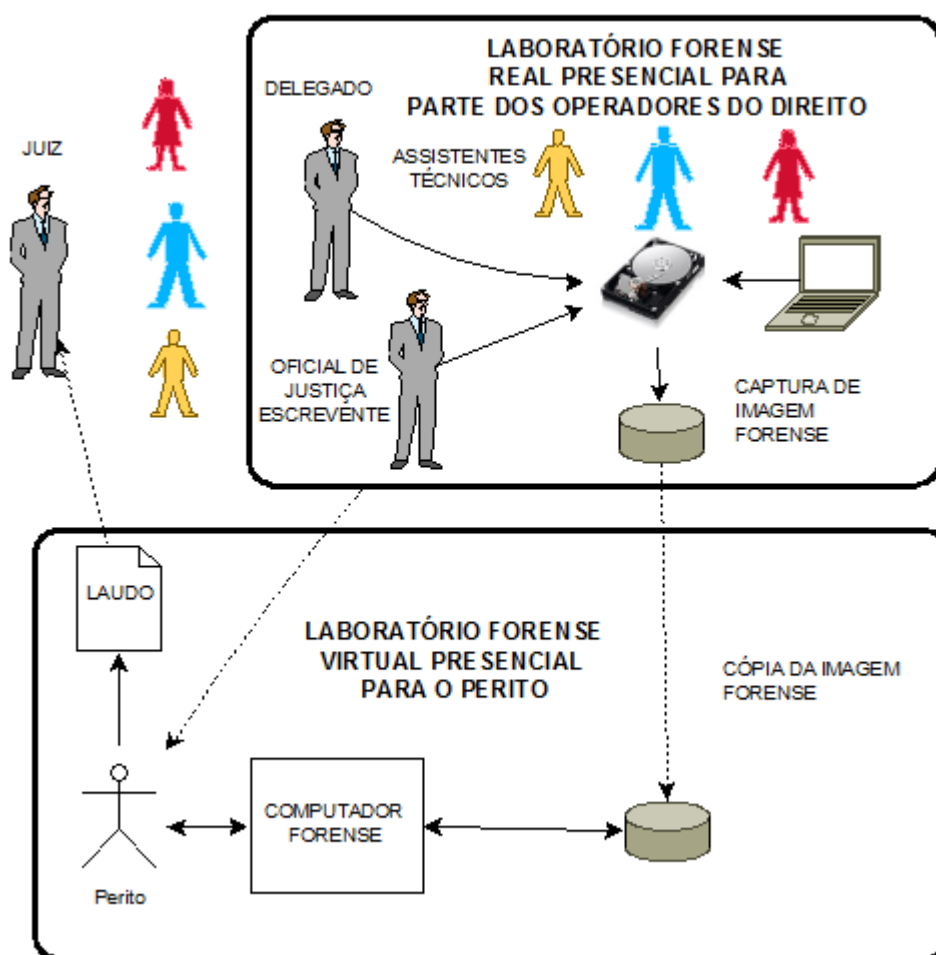 LABORATÓRIO FORENSE
REAL PRESENCIAL PARA
PARTE DOS OPERADORES DO DIREITO
DELEGADO
JUIZ
ASSISTENTES
TÉCNICOS
OFICIAL DE
JUSTIÇA
ESCREVENTE
CAPTURA DE
IMAGEM
FORENSE
LAUDO
LABORATÓRIO FORENSE
VIRTUAL PRESENCIAL
PARA O PERITO
CÓPIA DA IMAGEM
FORENSE
COMPUTADOR
FORENSE
Perito